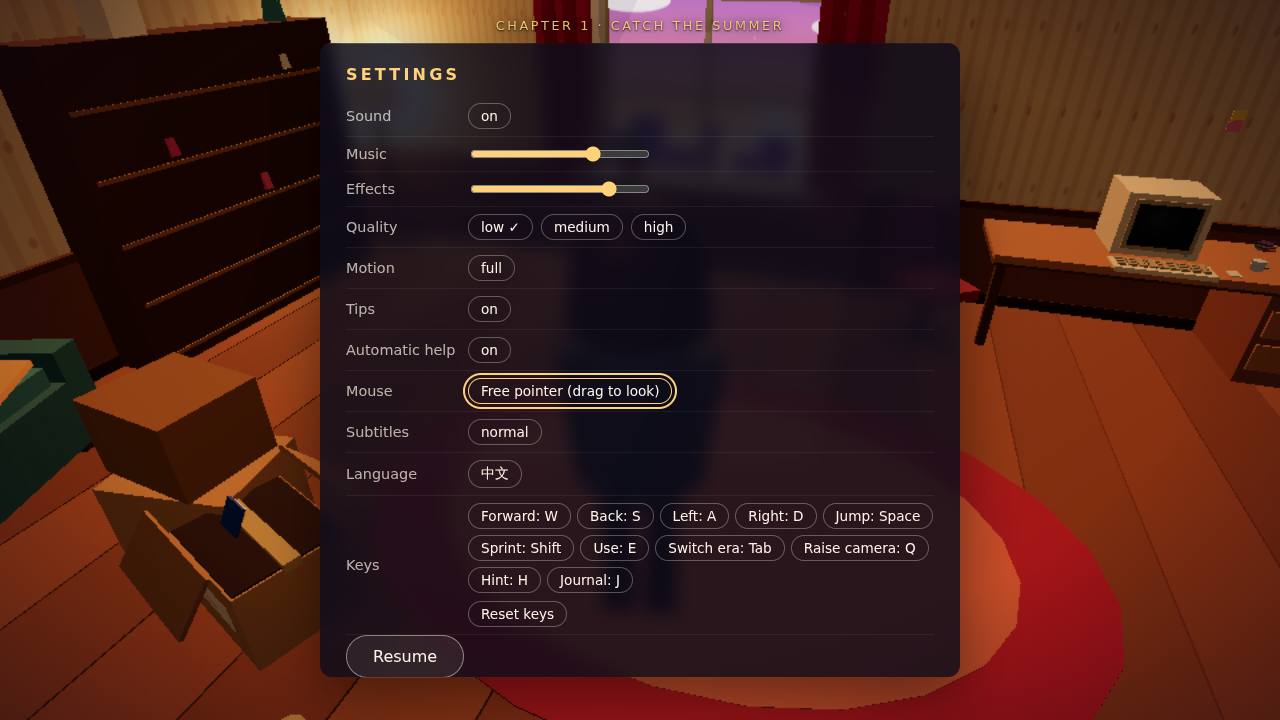 CHAPTER 1 · CATCH THE SUMMER
SETTINGS
Sound on
Music
Effects
Quality low ✓ medium high
Motion full
Tips on
Automatic help on
Mouse Free pointer (drag to look)
Subtitles normal
Language 中文
Keys
Forward: W Back: S Left: A Right: D Jump: Space
Sprint: Shift Use: E Switch era: Tab Raise camera: Q
Hint: H Journal: J
Reset keys
Resume